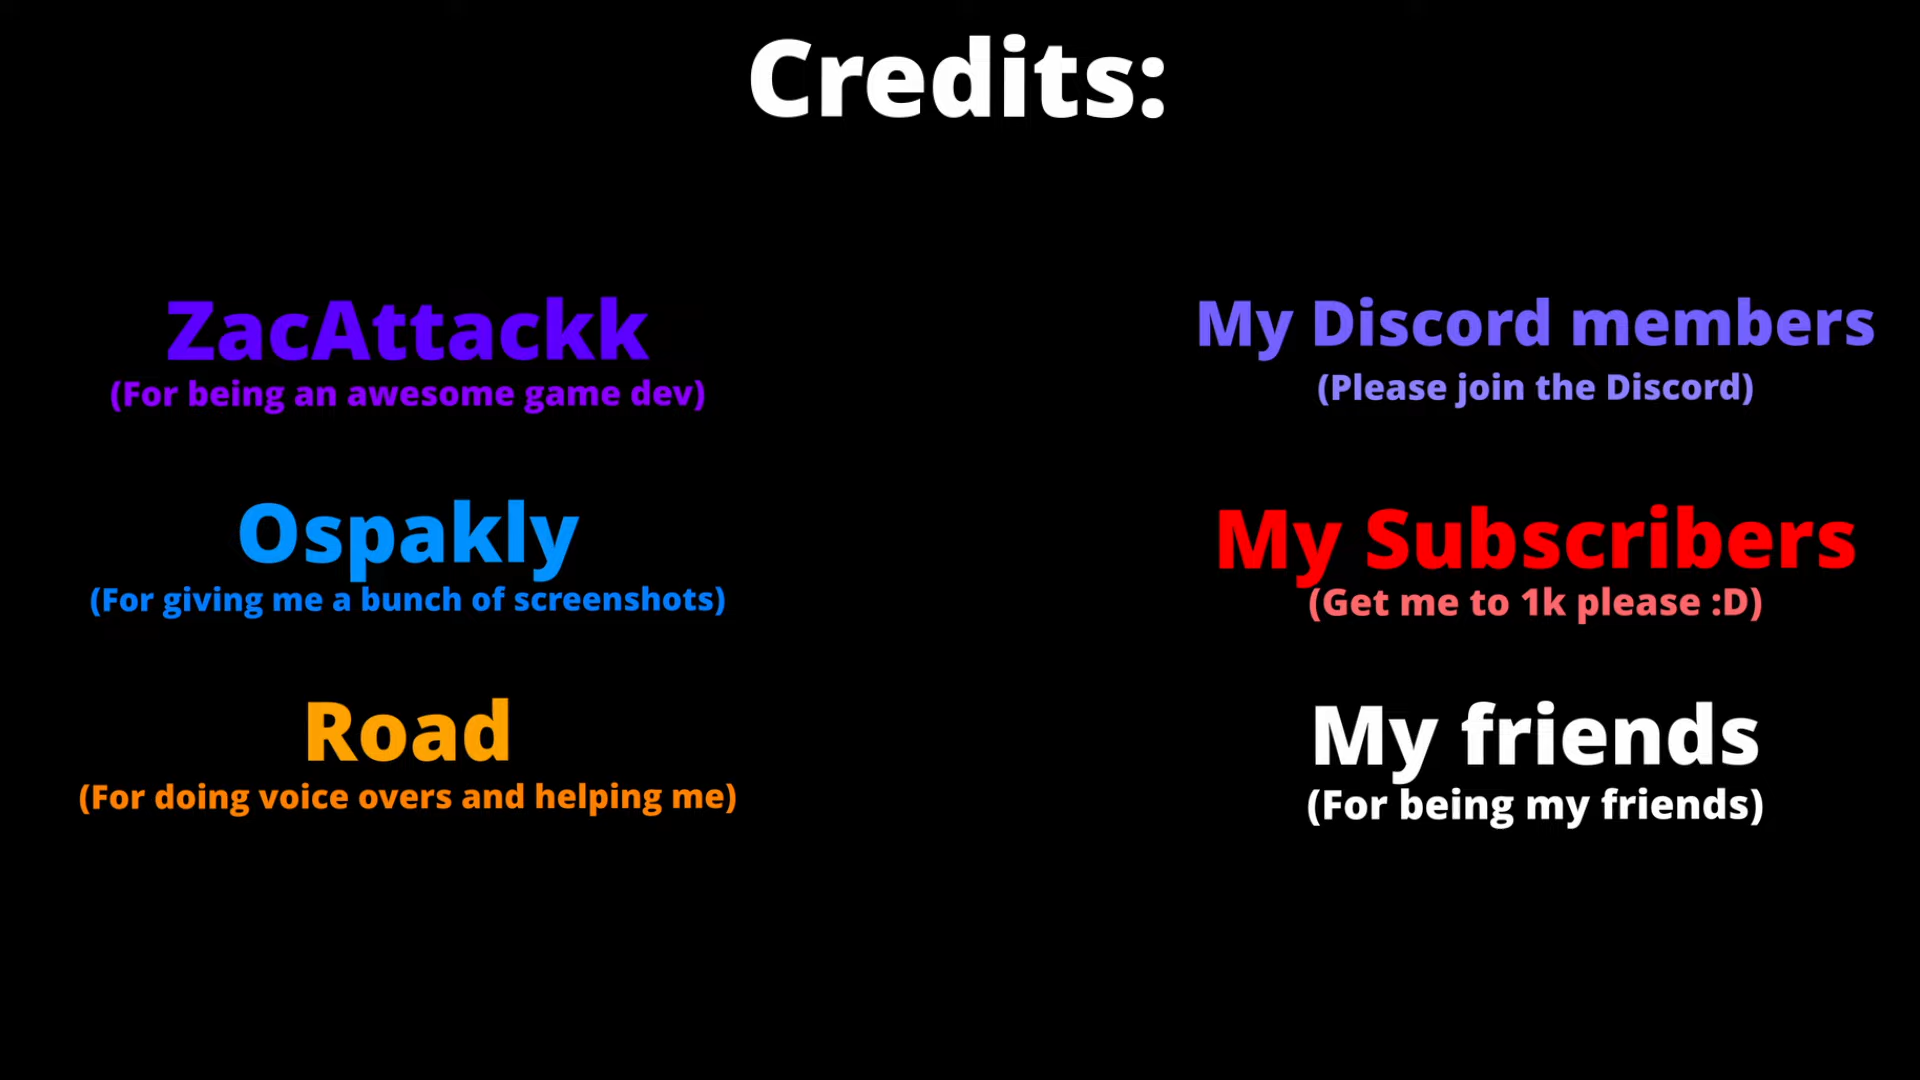 Credits:
ZacAttackk
(For being an awesome game dev)
Ospakly
(For giving me a bunch of screenshots)
Road
(For doing voice overs and helping me)
My Discord members
(Please join the Discord)
My Subscribers
(Get me to 1k please :D)
My friends
(For being my friends)